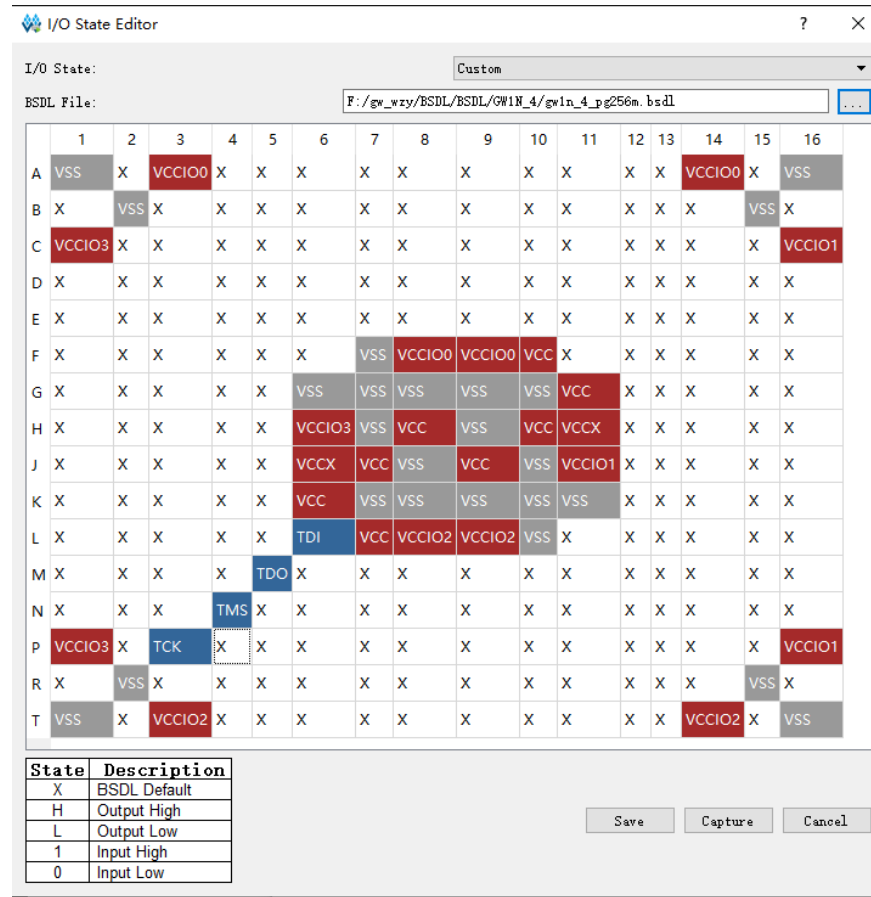 I/O State Editor ? ×
I/O State: Custom
BSDL File: F:/gw_wzy/BSDL/BSDL/GW1N_4/gw1n_4_pg256m.bsdl ...
1 2 3 4 5 6 7 8 9 10 11 12 13 14 15 16
A VSS X VCCIO0 X X X X X X X X X X VCCIO0 X VSS
B X VSS X X X X X X X X X X X X VSS X
C VCCIO3 X X X X X X X X X X X X X X VCCIO1
D X X X X X X X X X X X X X X X X
E X X X X X X X X X X X X X X X X
F X X X X X X VSS VCCIO0 VCCIO0 VCC X X X X X X
G X X X X X VSS VSS VSS VSS VSS VCC X X X X X
H X X X X X VCCIO3 VSS VCC VSS VCC VCCX X X X X X
J X X X X X VCCX VCC VSS VCC VSS VCCIO1 X X X X X
K X X X X X VCC VSS VSS VSS VSS VSS X X X X X
L X X X X X TDI VCC VCCIO2 VCCIO2 VSS X X X X X X
M X X X X TDO X X X X X X X X X X X
N X X X TMS X X X X X X X X X X X X
P VCCIO3 X TCK X X X X X X X X X X X X VCCIO1
R X VSS X X X X X X X X X X X X VSS X
T VSS X VCCIO2 X X X X X X X X X X VCCIO2 X VSS
State Description
X BSDL Default
H Output High
L Output Low
1 Input High
0 Input Low
Save Capture Cancel